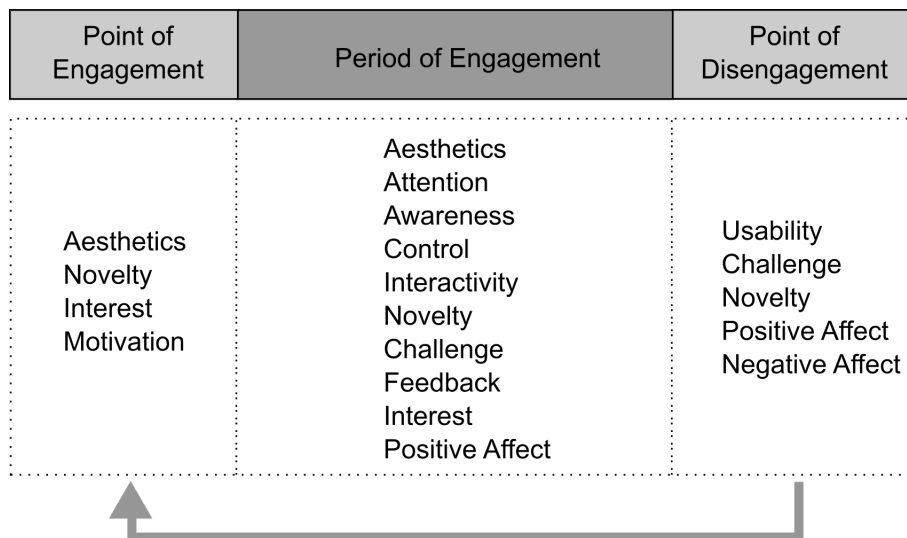 Point of
Engagement
Period of Engagement
Point of
Disengagement
Aesthetics
Novelty
Interest
Motivation
Aesthetics
Attention
Awareness
Control
Interactivity
Novelty
Challenge
Feedback
Interest
Positive Affect
Usability
Challenge
Novelty
Positive Affect
Negative Affect